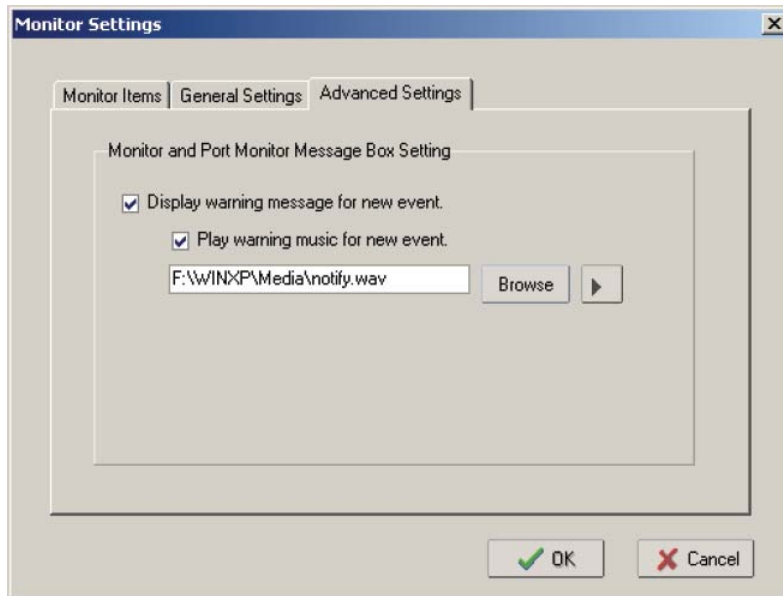 Monitor Settings
Monitor Items General Settings Advanced Settings
Monitor and Port Monitor Message Box Setting
Display warning message for new event.
Play warning music for new event.
F:\WINXP\Media\notify.wav Browse
OK Cancel